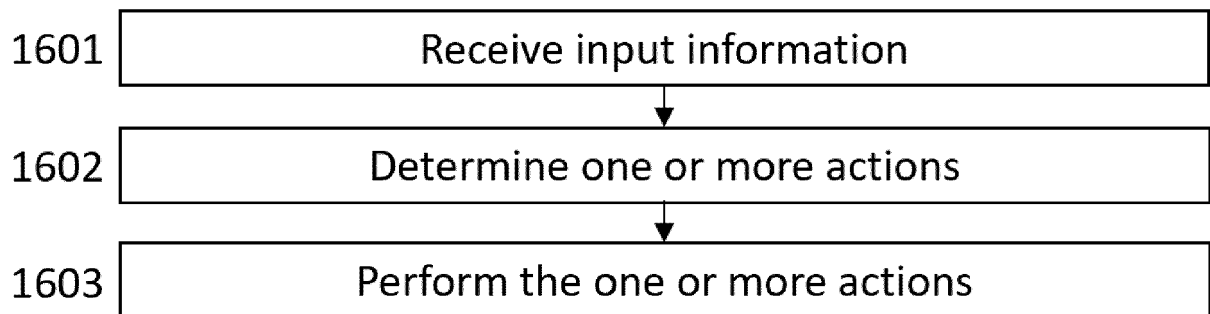 1601 Receive input information
1602 Determine one or more actions
1603 Perform the one or more actions